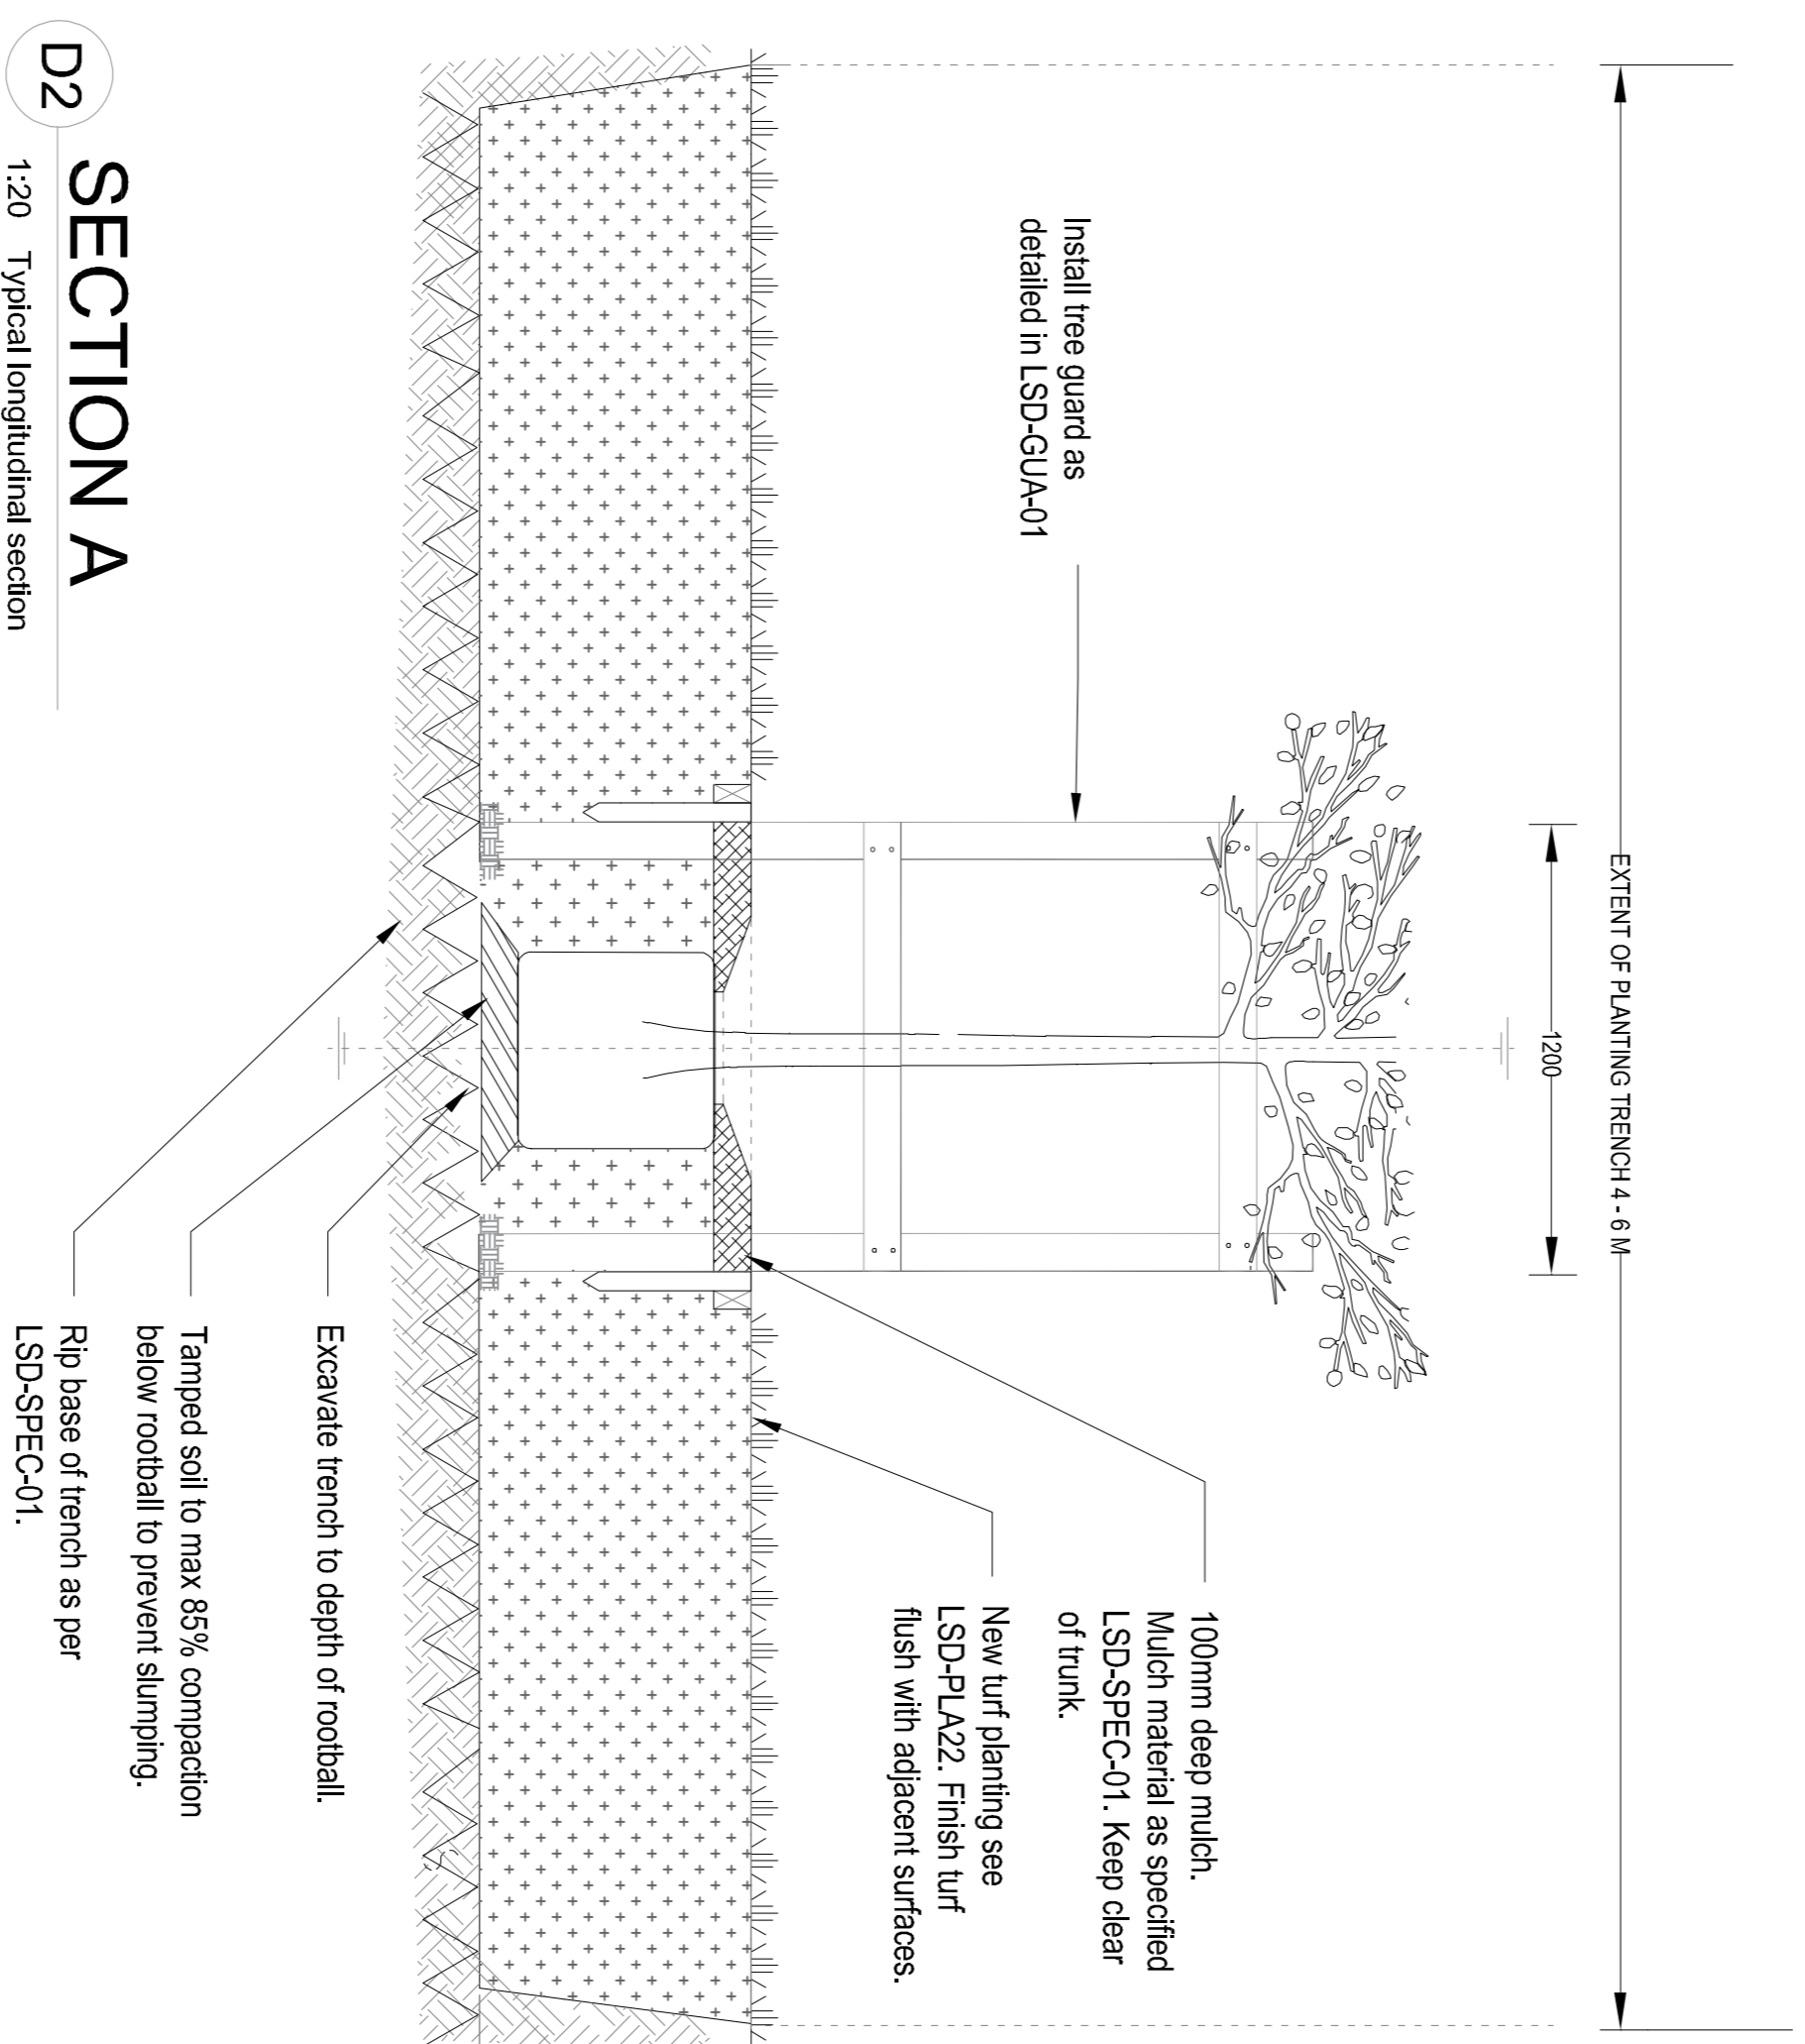 EXTENT OF PLANTING TRENCH 4 - 6 M
1200
Install tree guard as
detailed in LSD-GUA-01
100mm deep mulch.
Mulch material as specified
LSD-SPEC-01. Keep clear
of trunk.
New turf planting see
LSD-PLA22. Finish turf
flush with adjacent surfaces.
Excavate trench to depth of rootball.
Tamped soil to max 85% compaction
below rootball to prevent slumping.
Rip base of trench as per
LSD-SPEC-01.
D2
SECTION A
1:20 Typical longitudinal section